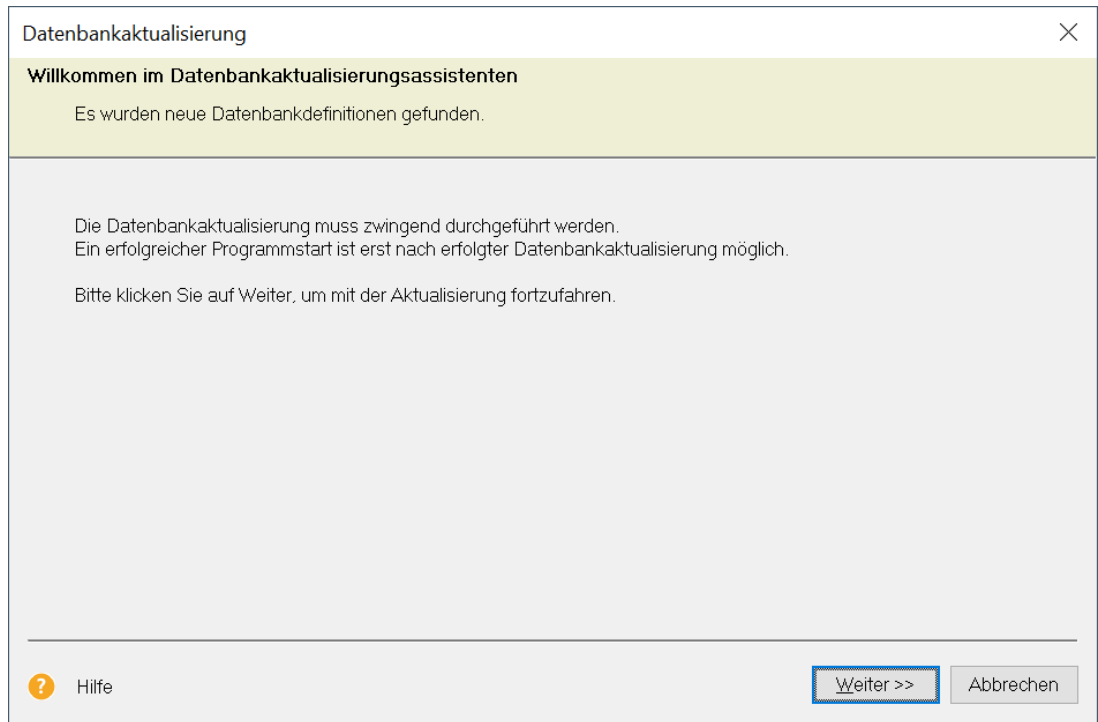 Datenbankaktualisierung
Willkommen im Datenbankaktualisierungsassistenten
Es wurden neue Datenbankdefinitionen gefunden.
Die Datenbankaktualisierung muss zwingend durchgeführt werden.
Ein erfolgreicher Programmstart ist erst nach erfolgter Datenbankaktualisierung möglich.
Bitte klicken Sie auf Weiter, um mit der Aktualisierung fortzufahren.
? Hilfe Weiter >> Abbrechen